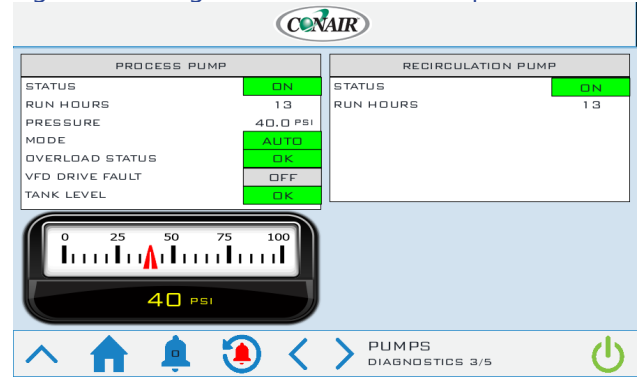 CONAIR
PROCESS PUMP
STATUS ON
RUN HOURS 13
PRESSURE 40.0 PSI
MODE AUTO
OVERLOAD STATUS OK
VFD DRIVE FAULT OFF
TANK LEVEL OK
RECIRCULATION PUMP
STATUS ON
RUN HOURS 13
0 25 50 75 100
40 PSI
0
PUMPS
DIAGNOSTICS 3/5